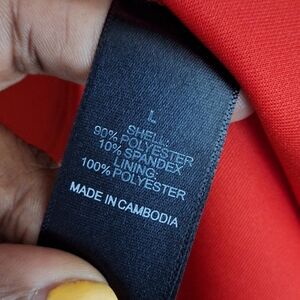 L
SHELL:
90% POLYESTER
10% SPANDEX
LINING:
100% POLYESTER
MADE IN CAMBODIA